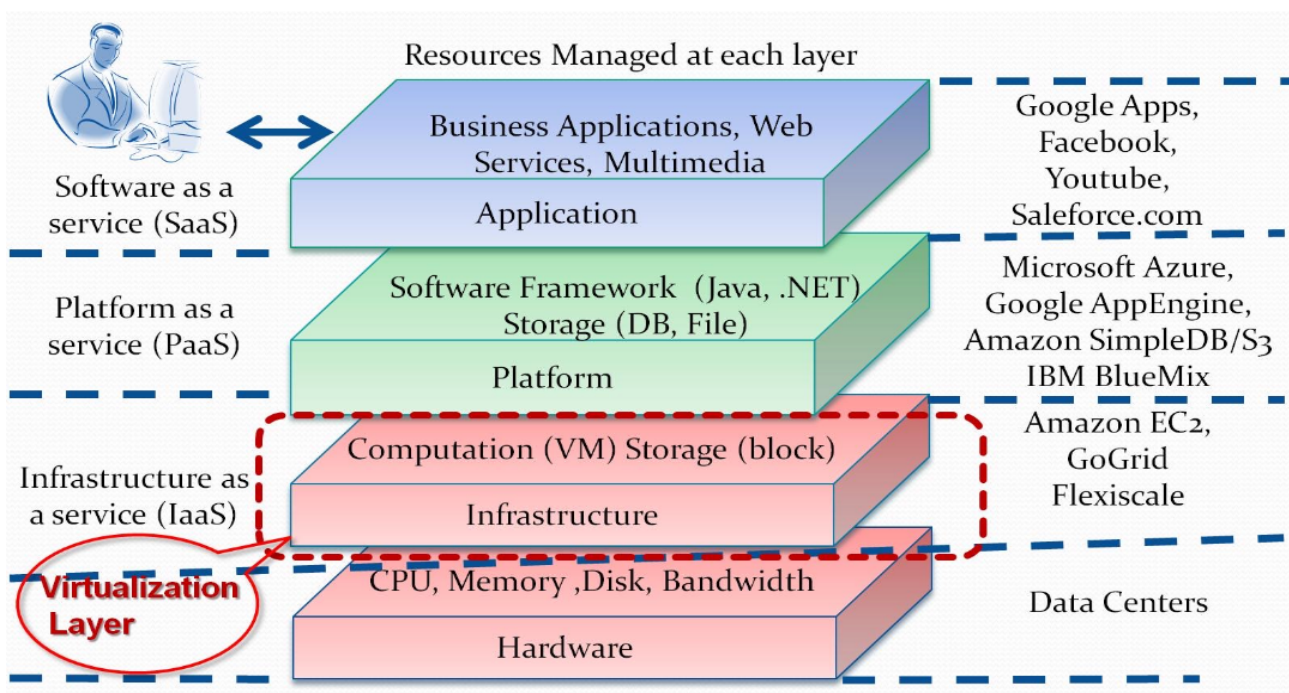 Resources Managed at each layer
Software as a
service (SaaS)
Business Applications, Web
Services, Multimedia
Application
Google Apps,
Facebook,
Youtube,
Saleforce.com
Platform as a
service (PaaS)
Software Framework (Java, .NET)
Storage (DB, File)
Platform
Microsoft Azure,
Google AppEngine,
Amazon SimpleDB/S3
IBM BlueMix
Infrastructure as
a service (IaaS)
Computation (VM) Storage (block)
Infrastructure
Amazon EC2,
GoGrid
Flexiscale
Virtualization
Layer
CPU, Memory ,Disk, Bandwidth
Hardware
Data Centers